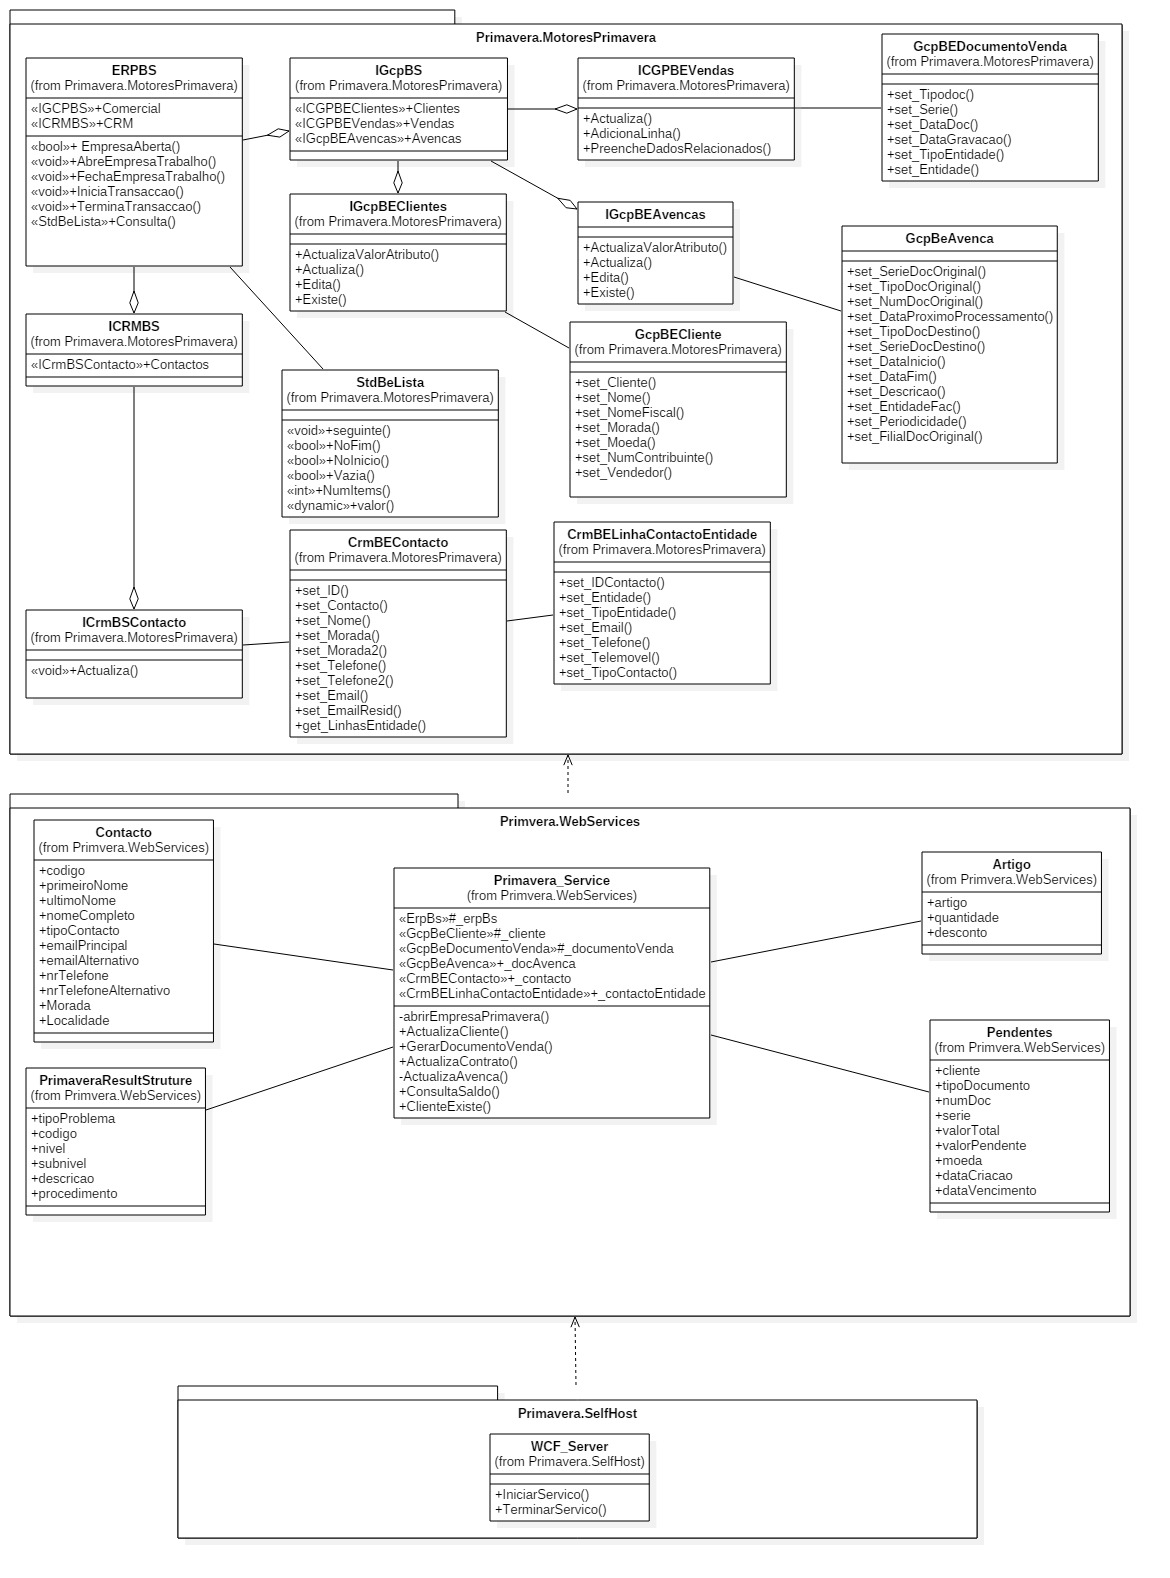 Primavera.MotoresPrimavera
ERPBS
(from Primavera.MotoresPrimavera)
«IGCPBS»+Comercial
«ICRMBS»+CRM
«bool»+ EmpresaAberta()
«void»+AbreEmpresaTrabalho()
«void»+FechaEmpresaTrabalho()
«void»+IniciaTransaccao()
«void»+TerminaTransaccao()
«StdBeLista»+Consulta()
IGcpBS
(from Primavera.MotoresPrimavera)
«ICGPBEClientes»+Clientes
«ICGPBEVendas»+Vendas
«IGcpBEAvencas»+Avencas
ICGPBEVendas
(from Primavera.MotoresPrimavera)
+Actualiza()
+AdicionaLinha()
+PreencheDadosRelacionados()
GcpBEDocumentoVenda
(from Primavera.MotoresPrimavera)
+set_Tipodoc()
+set_Serie()
+set_DataDoc()
+set_DataGravacao()
+set_TipoEntidade()
+set_Entidade()
IGcpBEClientes
(from Primavera.MotoresPrimavera)
+ActualizaValorAtributo()
+Actualiza()
+Edita()
+Existe()
IGcpBEAvencas
+ActualizaValorAtributo()
+Actualiza()
+Edita()
+Existe()
GcpBeAvenca
+set_SerieDocOriginal()
+set_TipoDocOriginal()
+set_NumDocOriginal()
+set_DataProximoProcessamento()
+set_TipoDocDestino()
+set_SerieDocDestino()
+set_DataInicio()
+set_DataFim()
+set_Descricao()
+set_EntidadeFac()
+set_Periodicidade()
+set_FilialDocOriginal()
ICRMBS
(from Primavera.MotoresPrimavera)
«ICrmBSContacto»+Contactos
GcpBECliente
(from Primavera.MotoresPrimavera)
+set_Cliente()
+set_Nome()
+set_NomeFiscal()
+set_Morada()
+set_Moeda()
+set_NumContribuinte()
+set_Vendedor()
StdBeLista
(from Primavera.MotoresPrimavera)
«void»+seguinte()
«bool»+NoFim()
«bool»+NoInicio()
«bool»+Vazia()
«int»+NumItems()
«dynamic»+valor()
CrmBEContacto
(from Primavera.MotoresPrimavera)
+set_ID()
+set_Contacto()
+set_Nome()
+set_Morada()
+set_Morada2()
+set_Telefone()
+set_Telefone2()
+set_Email()
+set_EmailResid()
+get_LinhasEntidade()
CrmBELinhaContactoEntidade
(from Primavera.MotoresPrimavera)
+set_IDContacto()
+set_Entidade()
+set_TipoEntidade()
+set_Email()
+set_Telefone()
+set_Telemovel()
+set_TipoContacto()
ICrmBSContacto
(from Primavera.MotoresPrimavera)
«void»+Actualiza()
Primvera.WebServices
Contacto
(from Primvera.WebServices)
+codigo
+primeiroNome
+ultimoNome
+nomeCompleto
+tipoContacto
+emailPrincipal
+emailAlternativo
+nrTelefone
+nrTelefoneAlternativo
+Morada
+Localidade
Primavera_Service
(from Primvera.WebServices)
«ErpBs»#_erpBs
«GcpBeCliente»#_cliente
«GcpBeDocumentoVenda»#_documentoVenda
«GcpBeAvenca»+_docAvenca
«CrmBEContacto»+_contacto
«CrmBELinhaContactoEntidade»+_contactoEntidade
-abrirEmpresaPrimavera()
+ActualizaCliente()
+GerarDocumentoVenda()
+ActualizaContrato()
-ActualizaAvenca()
+ConsultaSaldo()
+ClienteExiste()
Artigo
(from Primvera.WebServices)
+artigo
+quantidade
+desconto
Pendentes
(from Primvera.WebServices)
+cliente
+tipoDocumento
+numDoc
+serie
+valorTotal
+valorPendente
+moeda
+dataCriacao
+dataVencimento
PrimaveraResultStruture
(from Primvera.WebServices)
+tipoProblema
+codigo
+nivel
+subnivel
+descricao
+procedimento
Primavera.SelfHost
WCF_Server
(from Primavera.SelfHost)
+IniciarServico()
+TerminarServico()